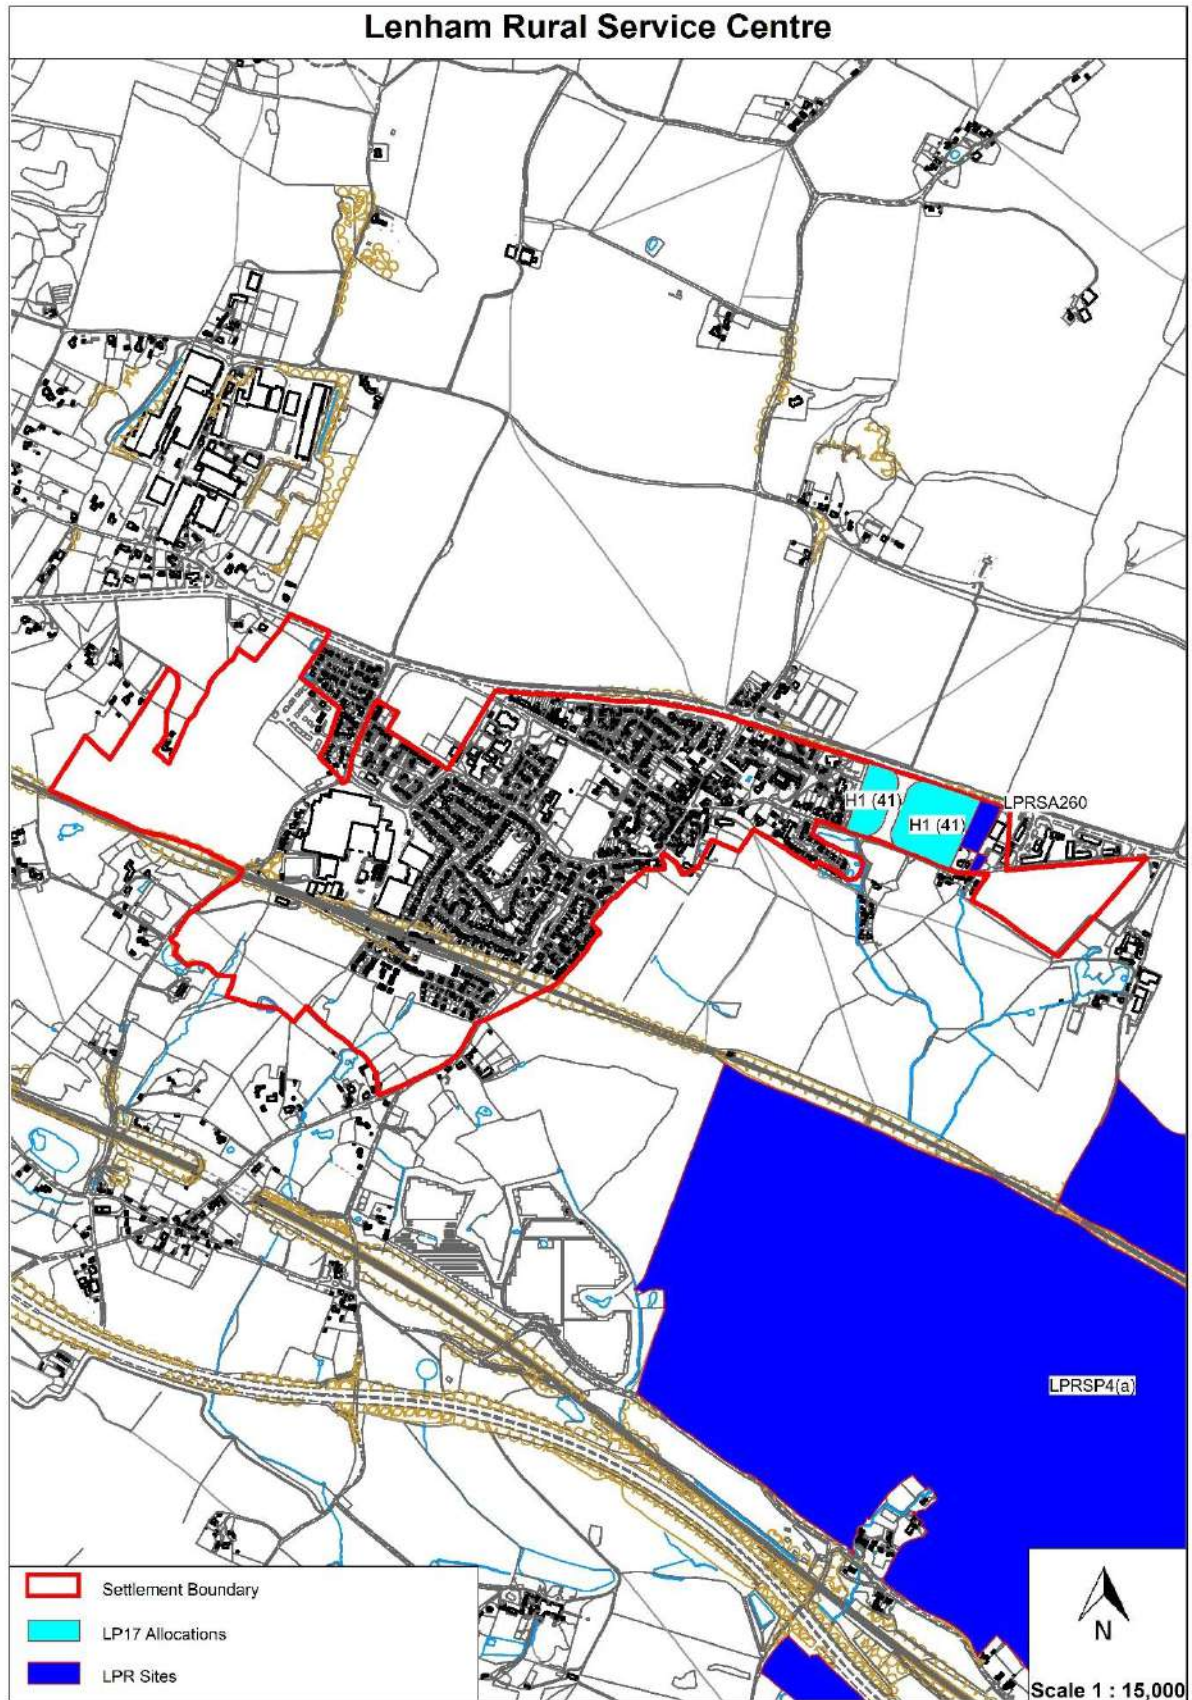 Lenham Rural Service Centre
LPRSA260
H1 (41)
H1 (41)
LPRSP4(a)
Settlement Boundary
LP17 Allocations
LPR Sites
N
Scale 1 : 15,000